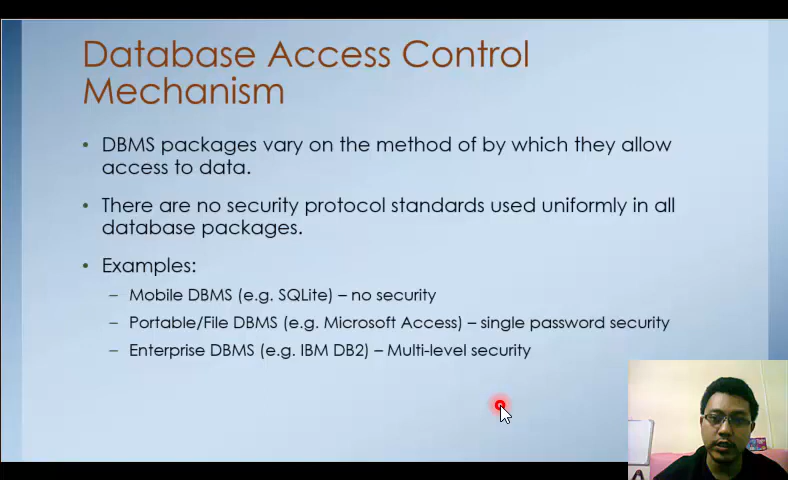 Database Access Control
Mechanism
• DBMS packages vary on the method of by which they allow
access to data.
• There are no security protocol standards used uniformly in all
database packages.
• Examples:
– Mobile DBMS (e.g. SQLite) – no security
– Portable/File DBMS (e.g. Microsoft Access) – single password security
– Enterprise DBMS (e.g. IBM DB2) – Multi-level security